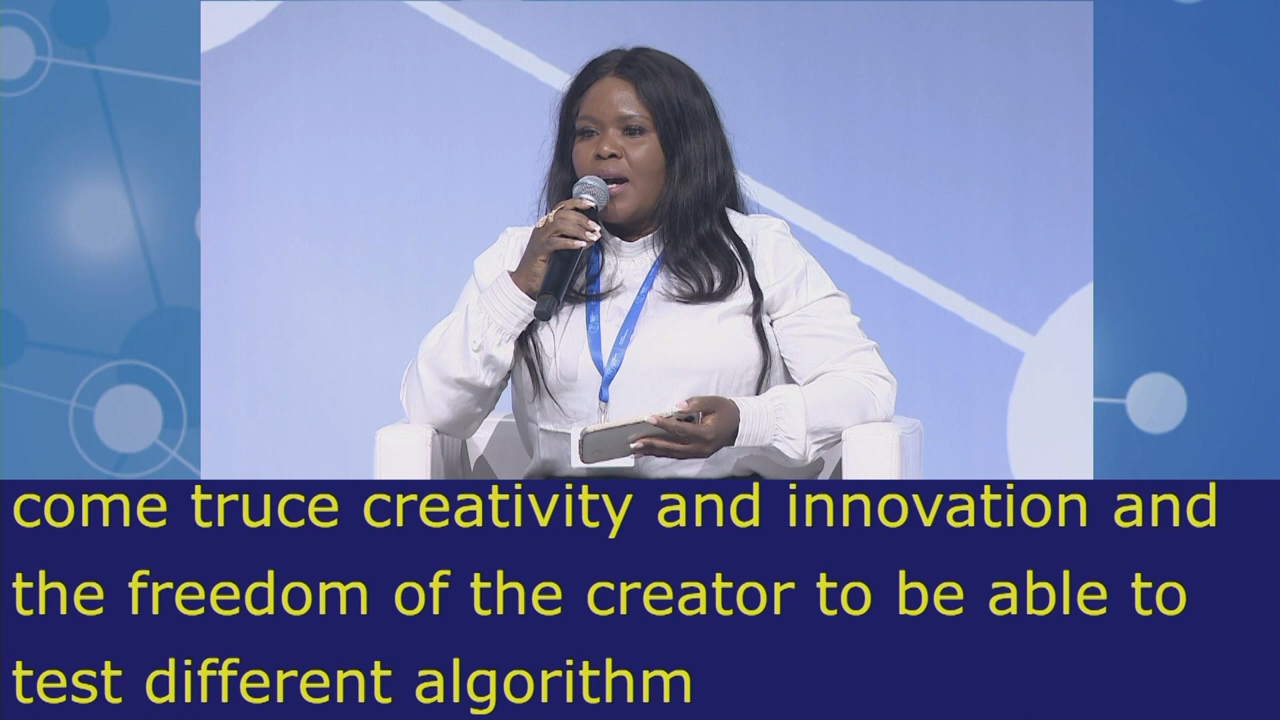 come truce creativity and innovation and
the freedom of the creator to be able to
test different algorithm